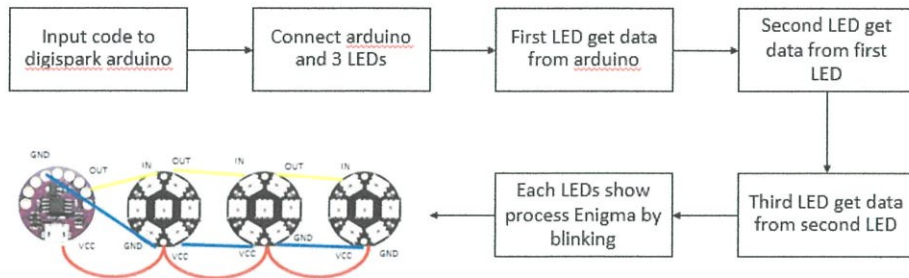 Input code to
digispark arduino
Connect arduino
and 3 LEDs
First LED get data
from arduino
Second LED get
data from first
LED
Third LED get data
from second LED
Each LEDs show
process Enigma by
blinking
GND
OUT
IN
OUT
IN
OUT
IN
VCC
GND
VCC
GND
VCC
VCC
GND